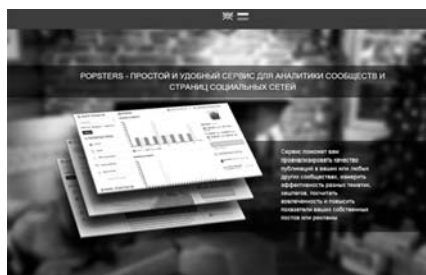 POPSTERS - ПРОСТОЙ И УДОБНЫЙ СЕРВИС ДЛЯ АНАЛИТИКИ СООБЩЕСТВ И
СТРАНИЦ СОЦИАЛЬНЫХ СЕТЕЙ
Сервис поможет вам
проанализировать качество
публикаций в ваших или любых
других сообществах, измерить
эффективность разных тематик,
хештегов, посчитать
вовлеченность и повысить
показатели ваших собственных
постов или рекламы